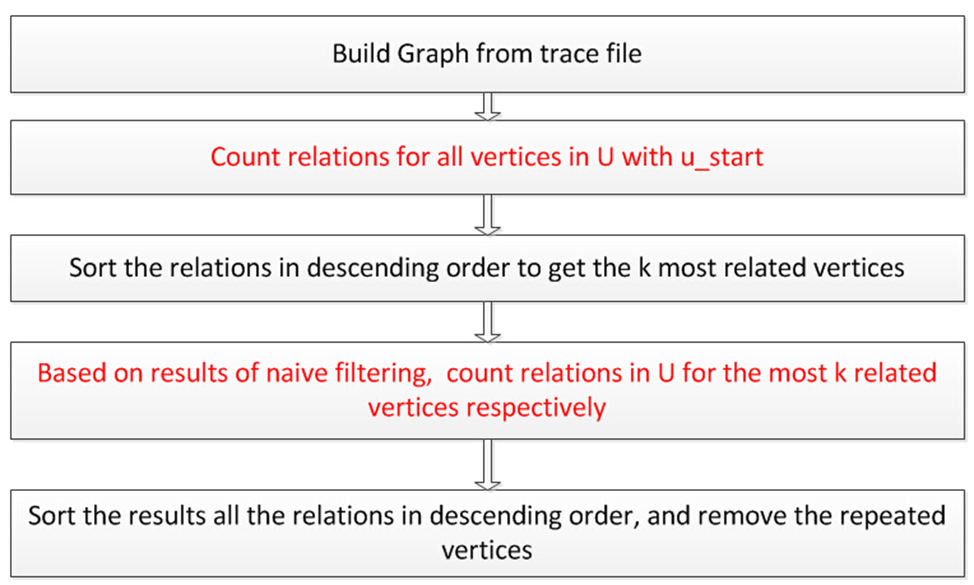 Build Graph from trace file
Count relations for all vertices in U with u_start
Sort the relations in descending order to get the k most related vertices
Based on results of naive filtering, count relations in U for the most k related
vertices respectively
Sort the results all the relations in descending order, and remove the repeated
vertices